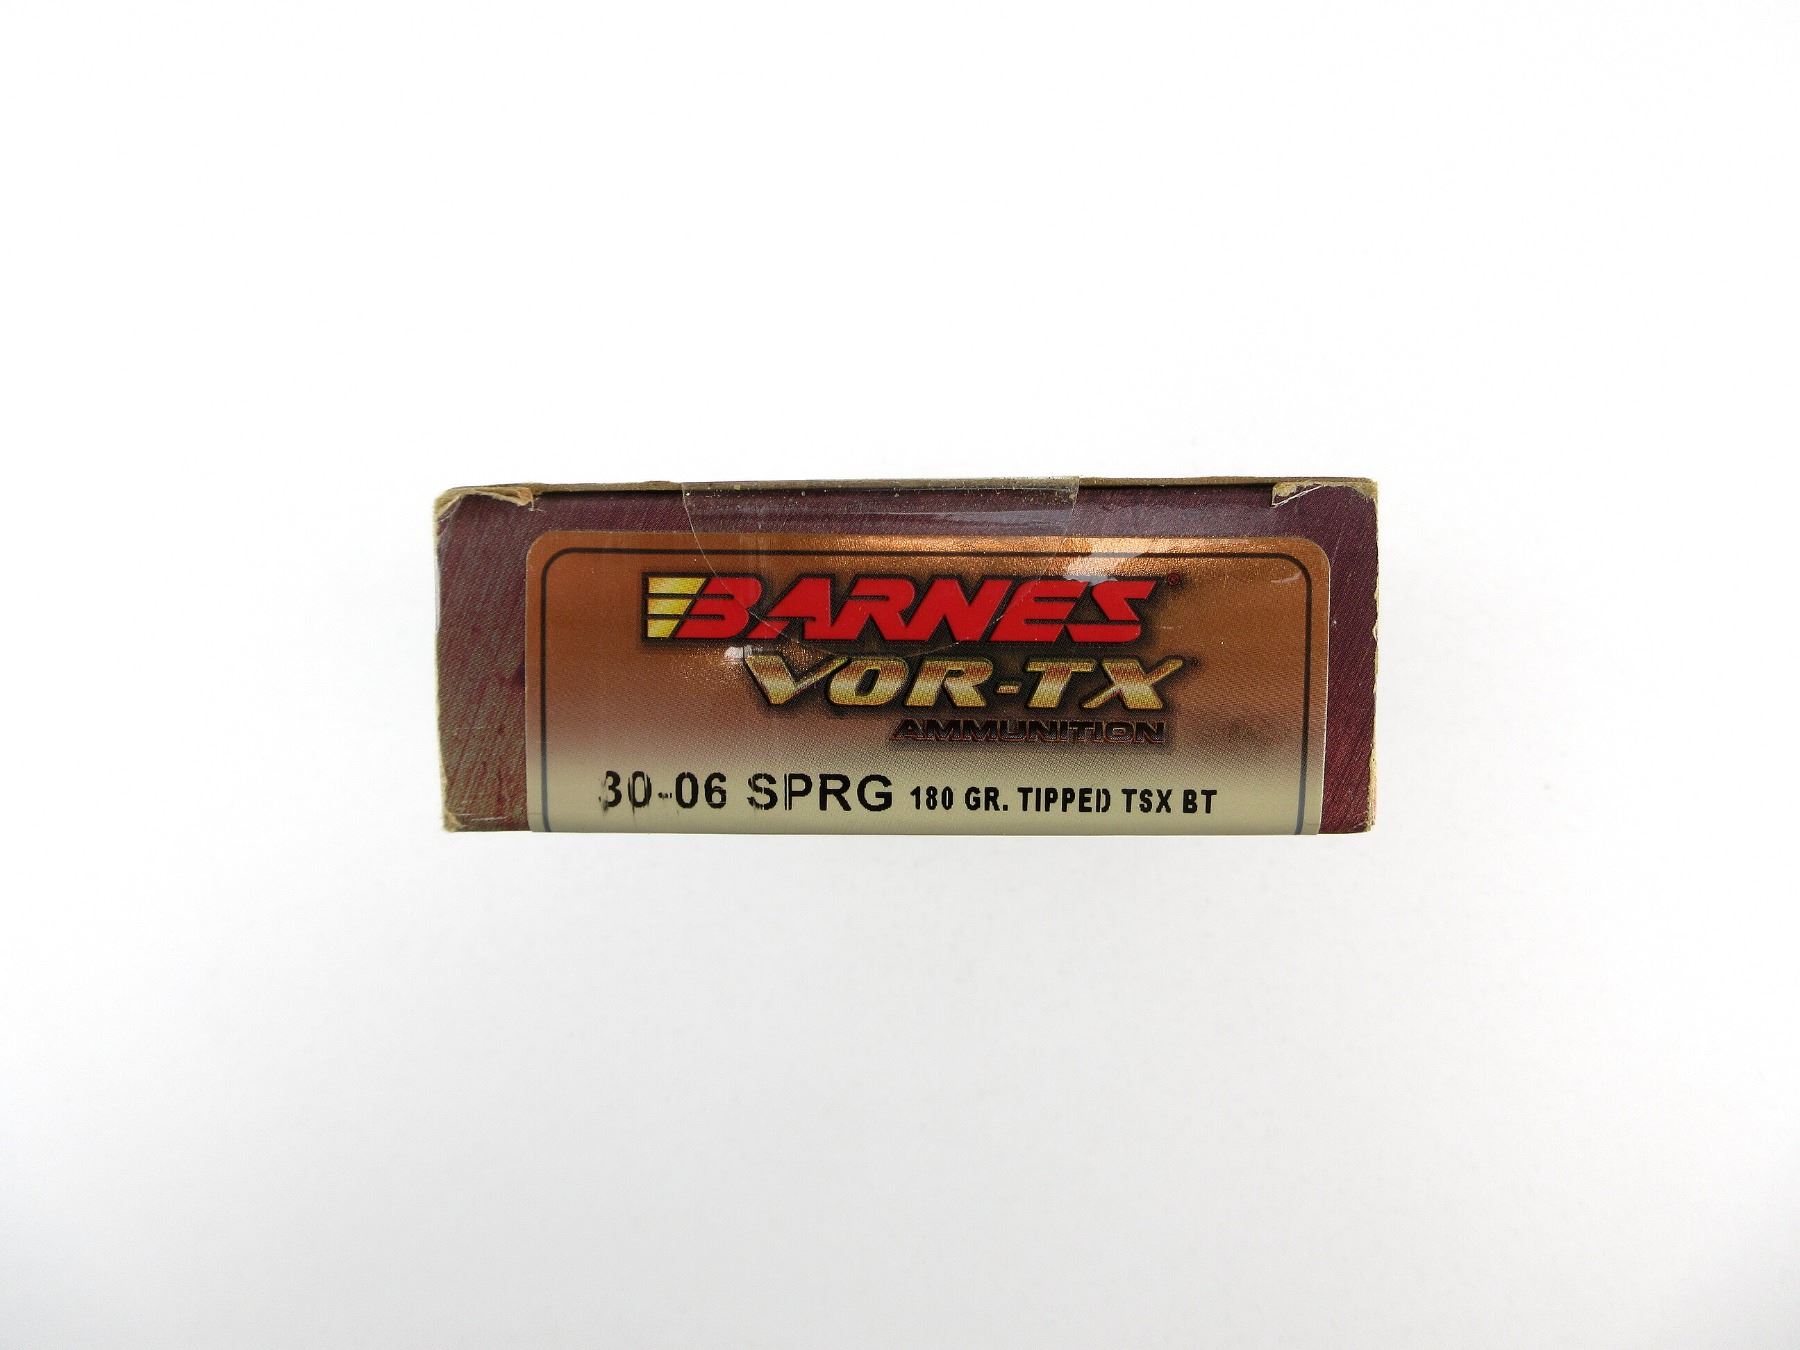 BARNES®
VOR-TX
AMMUNITION
30-06 SPRG 180 GR. TIPPED TSX BT